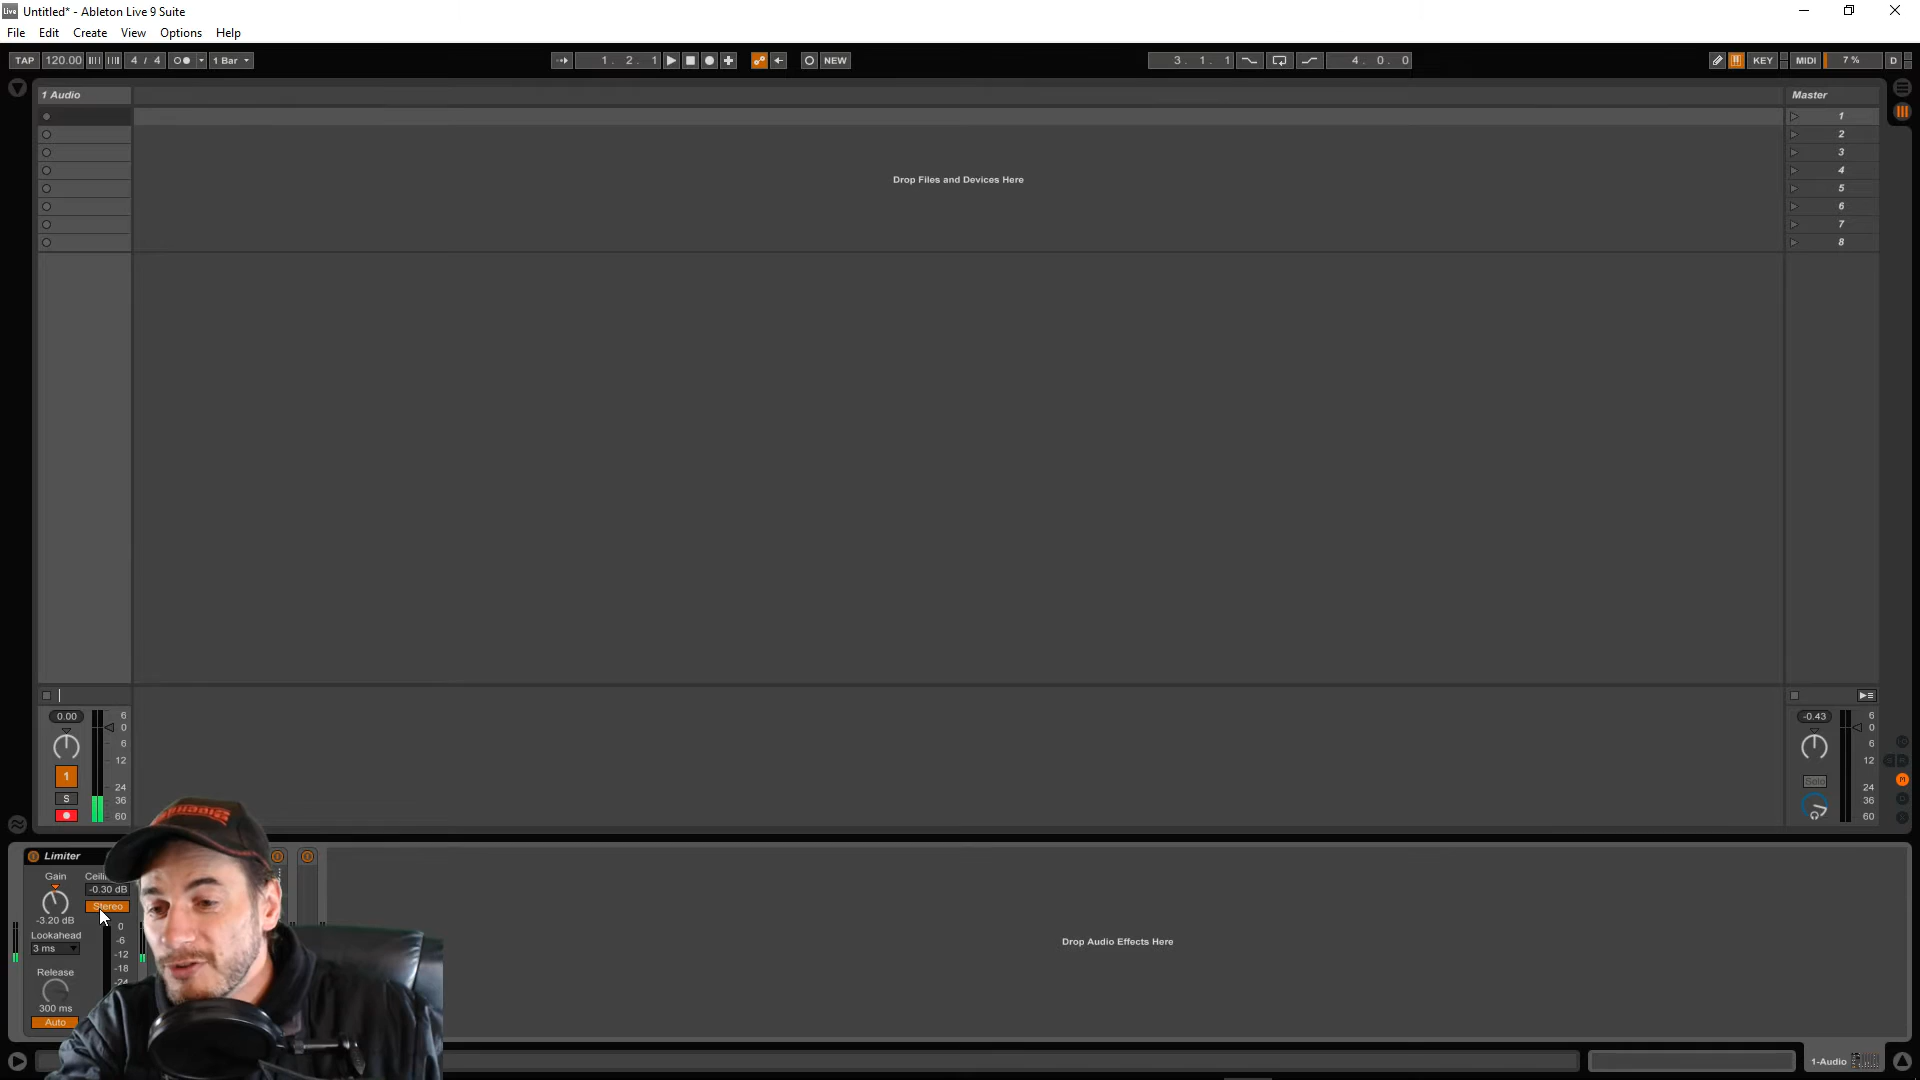 Live Untitled* - Ableton Live 9 Suite
File Edit Create View Options Help
TAP 120.00 4 / 4 1 Bar 1. 2. 1 NEW 3. 1. 1 4. 0. 0 KEY MIDI 7 % D
1 Audio Master
1
2
3
4
5
6
7
8
Drop Files and Devices Here
0.00 6
0
6
12
24
36
60
1
S
-0.43 6
0
6
12
24
36
60
Solo
Limiter
Gain
-0.30 dB
Stereo
-3.20 dB
Lookahead
3 ms
Release
300 ms
Auto
0
-6
-12
-18
-24
Drop Audio Effects Here
1-Audio